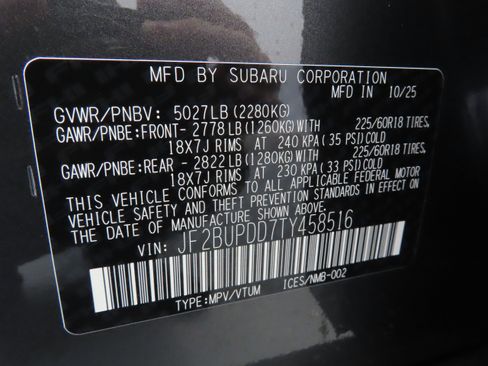 MFD BY SUBARU CORPORATION
MFD IN 10/25
GVWR/PNBV: 5027LB (2280KG)
GAWR/PNBE:FRONT- 2778LB (1260KG) WITH 225/60R18 TIRES,
18X7J RIMS AT 240 KPA ( 35 PSI) COLD
GAWR/PNBE:REAR - 2822LB (1280KG) WITH 225/60R18 TIRES,
18X7J RIMS AT 230 KPA ( 33 PSI) COLD
THIS VEHICLE CONFORMS TO ALL APPLICABLE FEDERAL MOTOR
VEHICLE SAFETY AND THEFT PREVENTION STANDARDS IN EFFECT
ON THE DATE OF MANUFACTURE SHOWN ABOVE.
VIN: JF2BUPDD7TY458516
TYPE:MPV/VTUM ICES/NMB-002